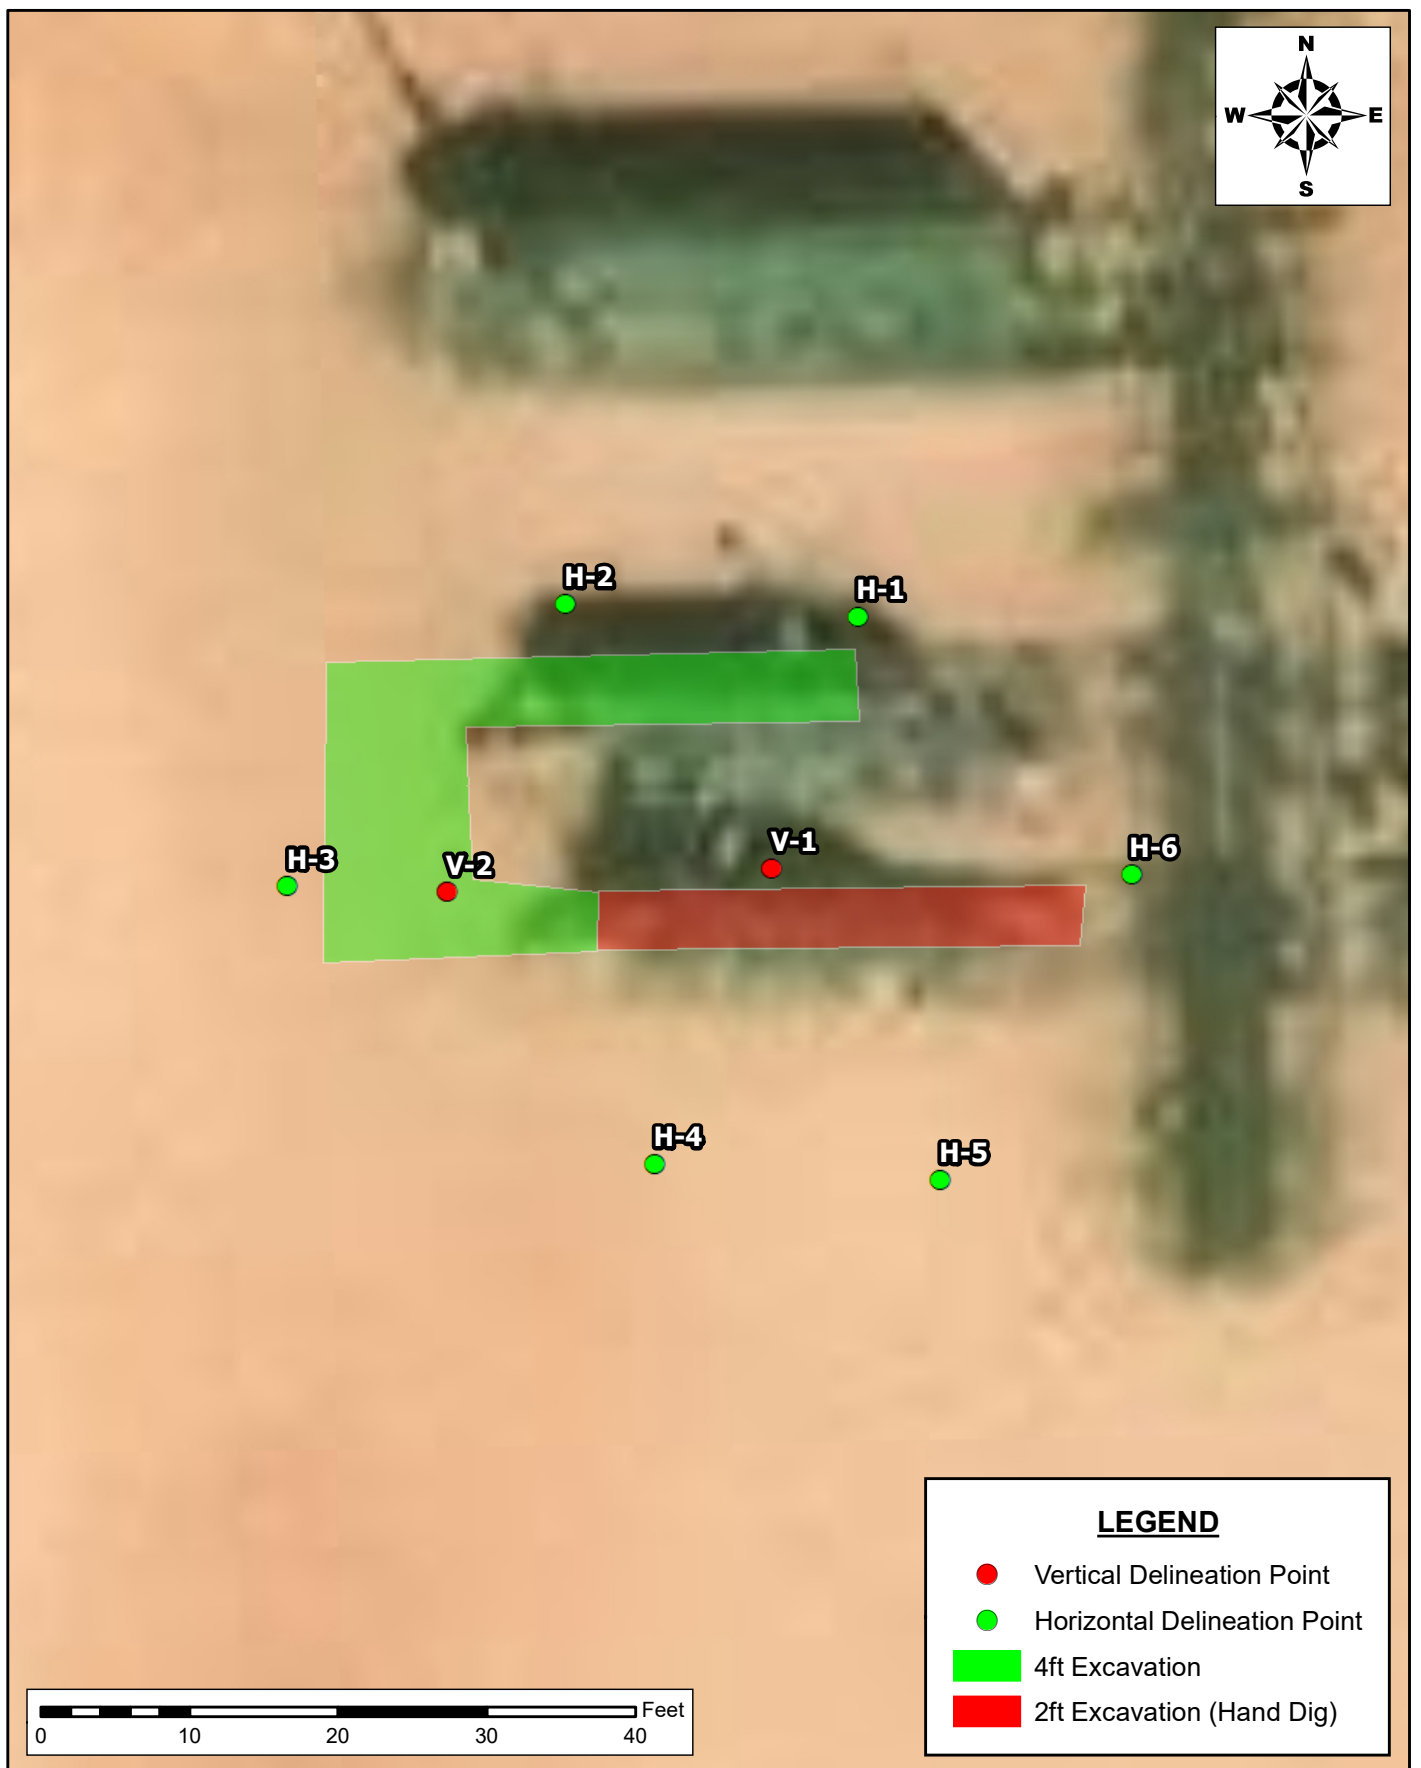 N
W E
S
H-2
H-1
H-3
V-2
V-1
H-6
H-4
H-5
LEGEND
Vertical Delineation Point
Horizontal Delineation Point
4ft Excavation
2ft Excavation (Hand Dig)
Feet
0 10 20 30 40